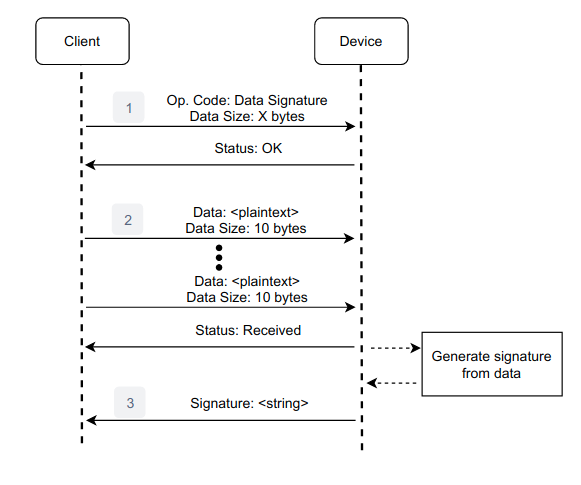 Client
Device
1
Op. Code: Data Signature
Data Size: X bytes
Status: OK
2
Data: <plaintext>
Data Size: 10 bytes
Data: <plaintext>
Data Size: 10 bytes
Status: Received
Generate signature
from data
3
Signature: <string>